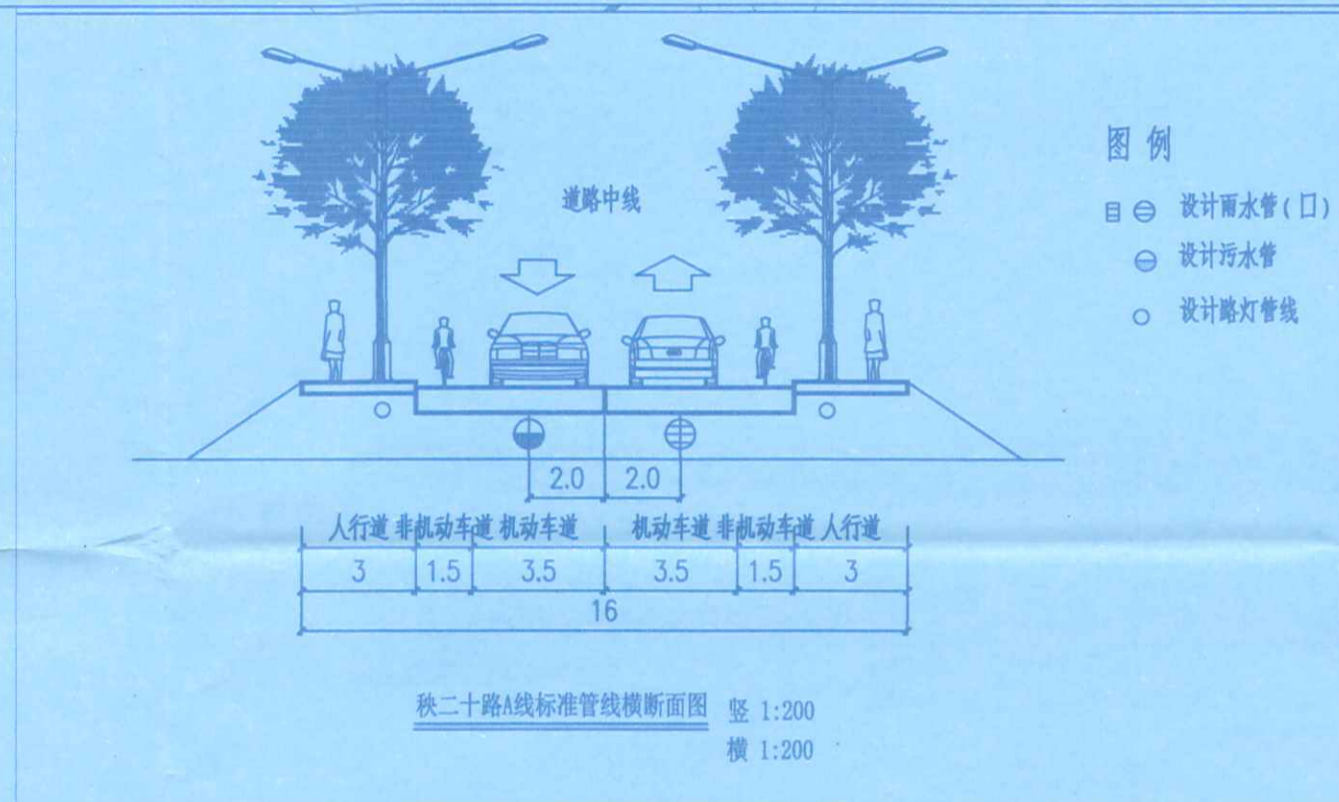 道路中线
图 例
设计雨水管(口)
设计污水管
设计路灯管线
2.0 2.0
人行道 非机动车道 机动车道 机动车道 非机动车道 人行道
3 1.5 3.5 3.5 1.5 3
16
秧二十路A线标准管线横断面图 竖 1:200
横 1:200